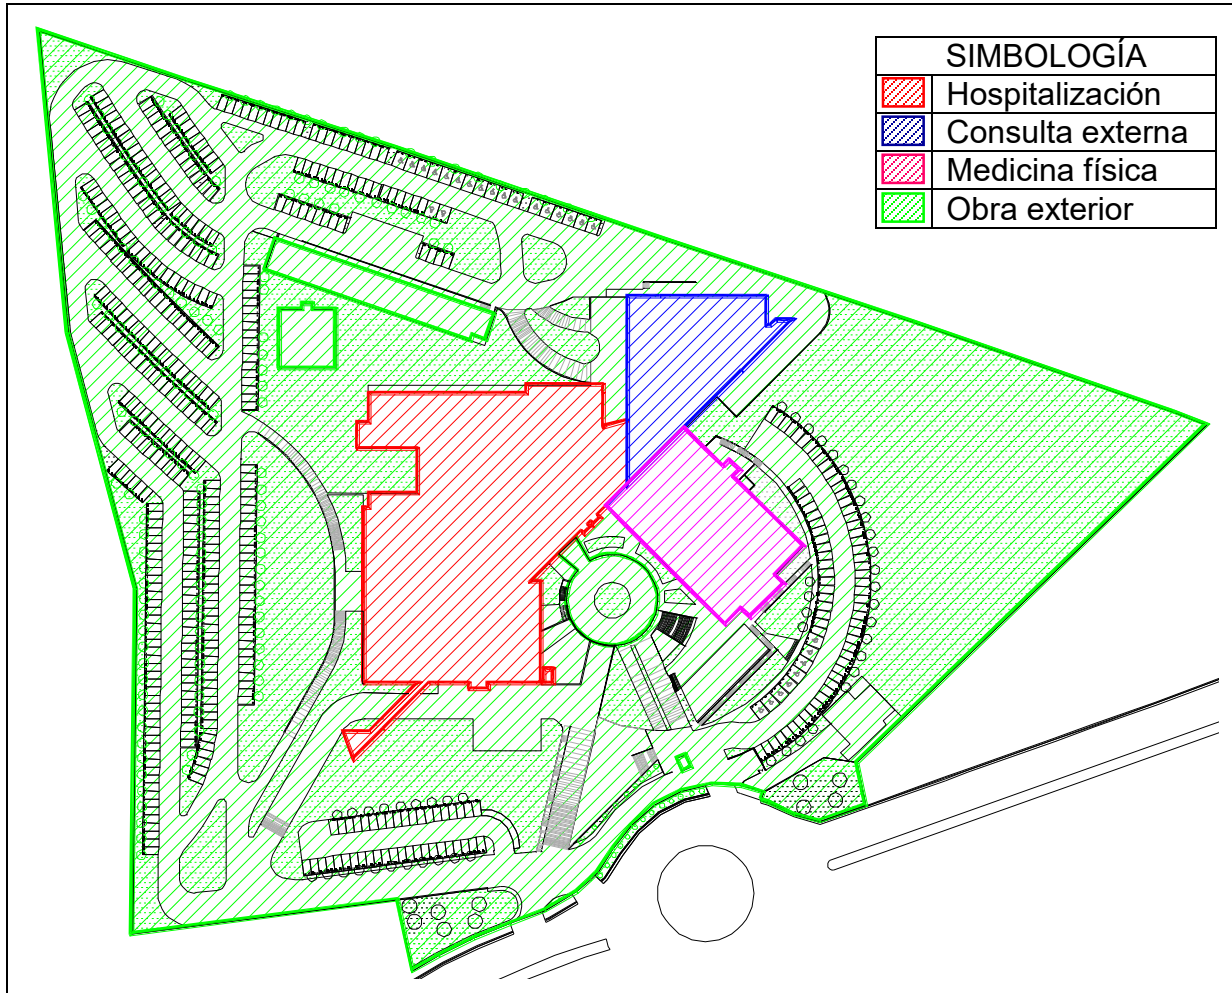 SIMBOLOGÍA
Hospitalización
Consulta externa
Medicina física
Obra exterior